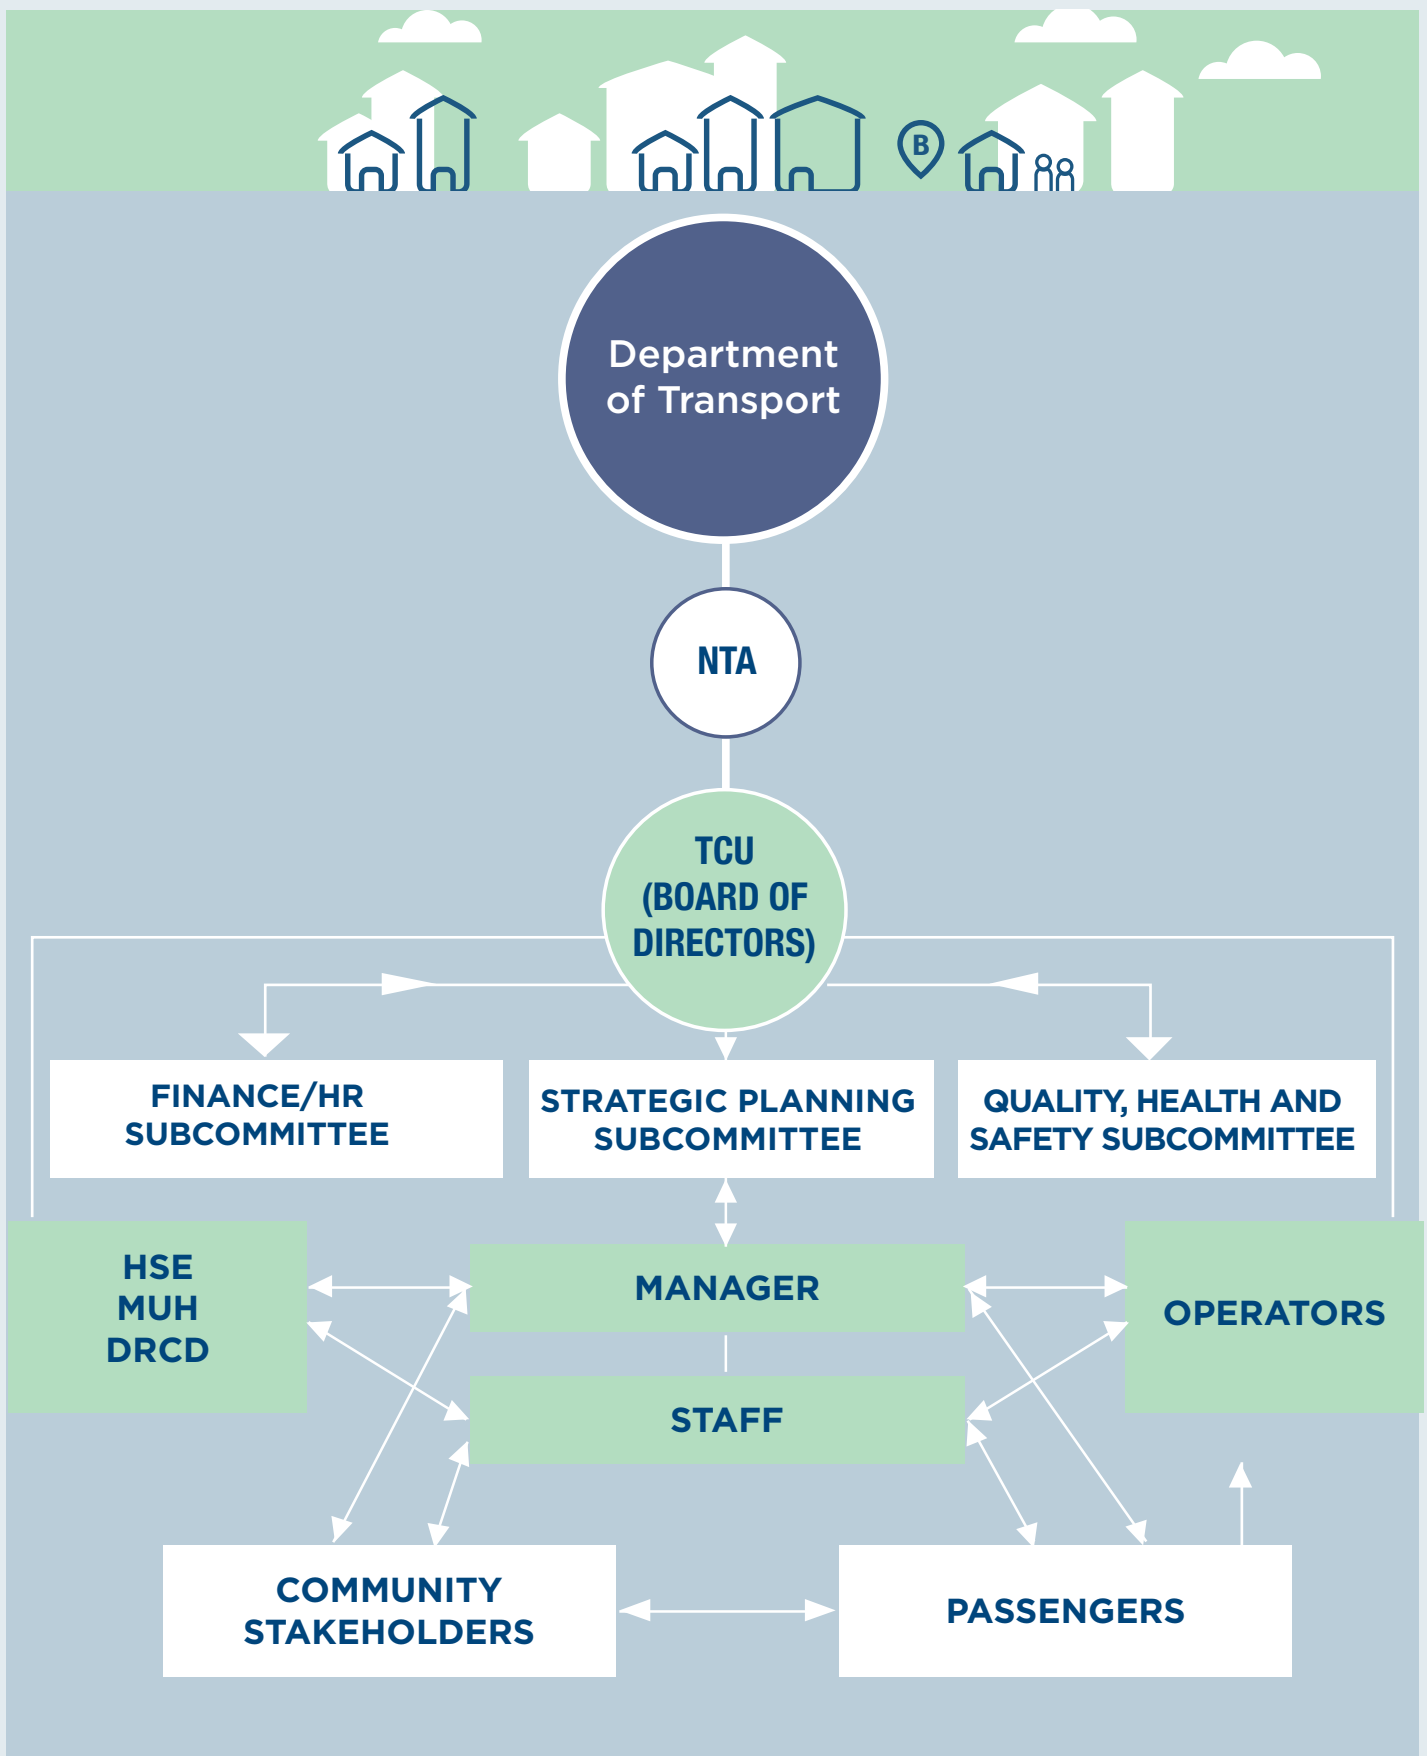 B
Department
of Transport
NTA
TCU
(BOARD OF
DIRECTORS)
FINANCE/HR
SUBCOMMITTEE
STRATEGIC PLANNING
SUBCOMMITTEE
QUALITY, HEALTH AND
SAFETY SUBCOMMITTEE
HSE
MUH
DRCD
MANAGER
OPERATORS
STAFF
COMMUNITY
STAKEHOLDERS
PASSENGERS